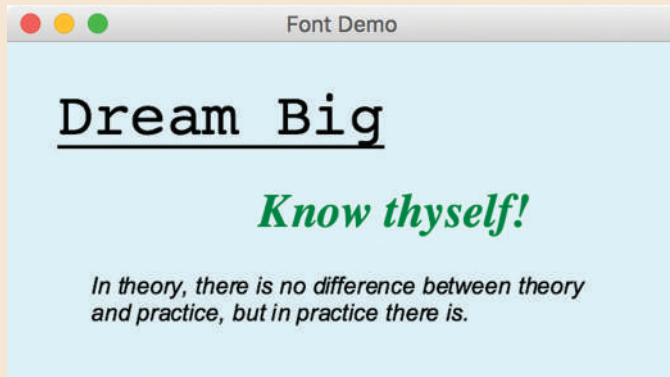 Font Demo
Dream Big
Know thyself!
In theory, there is no difference between theory
and practice, but in practice there is.